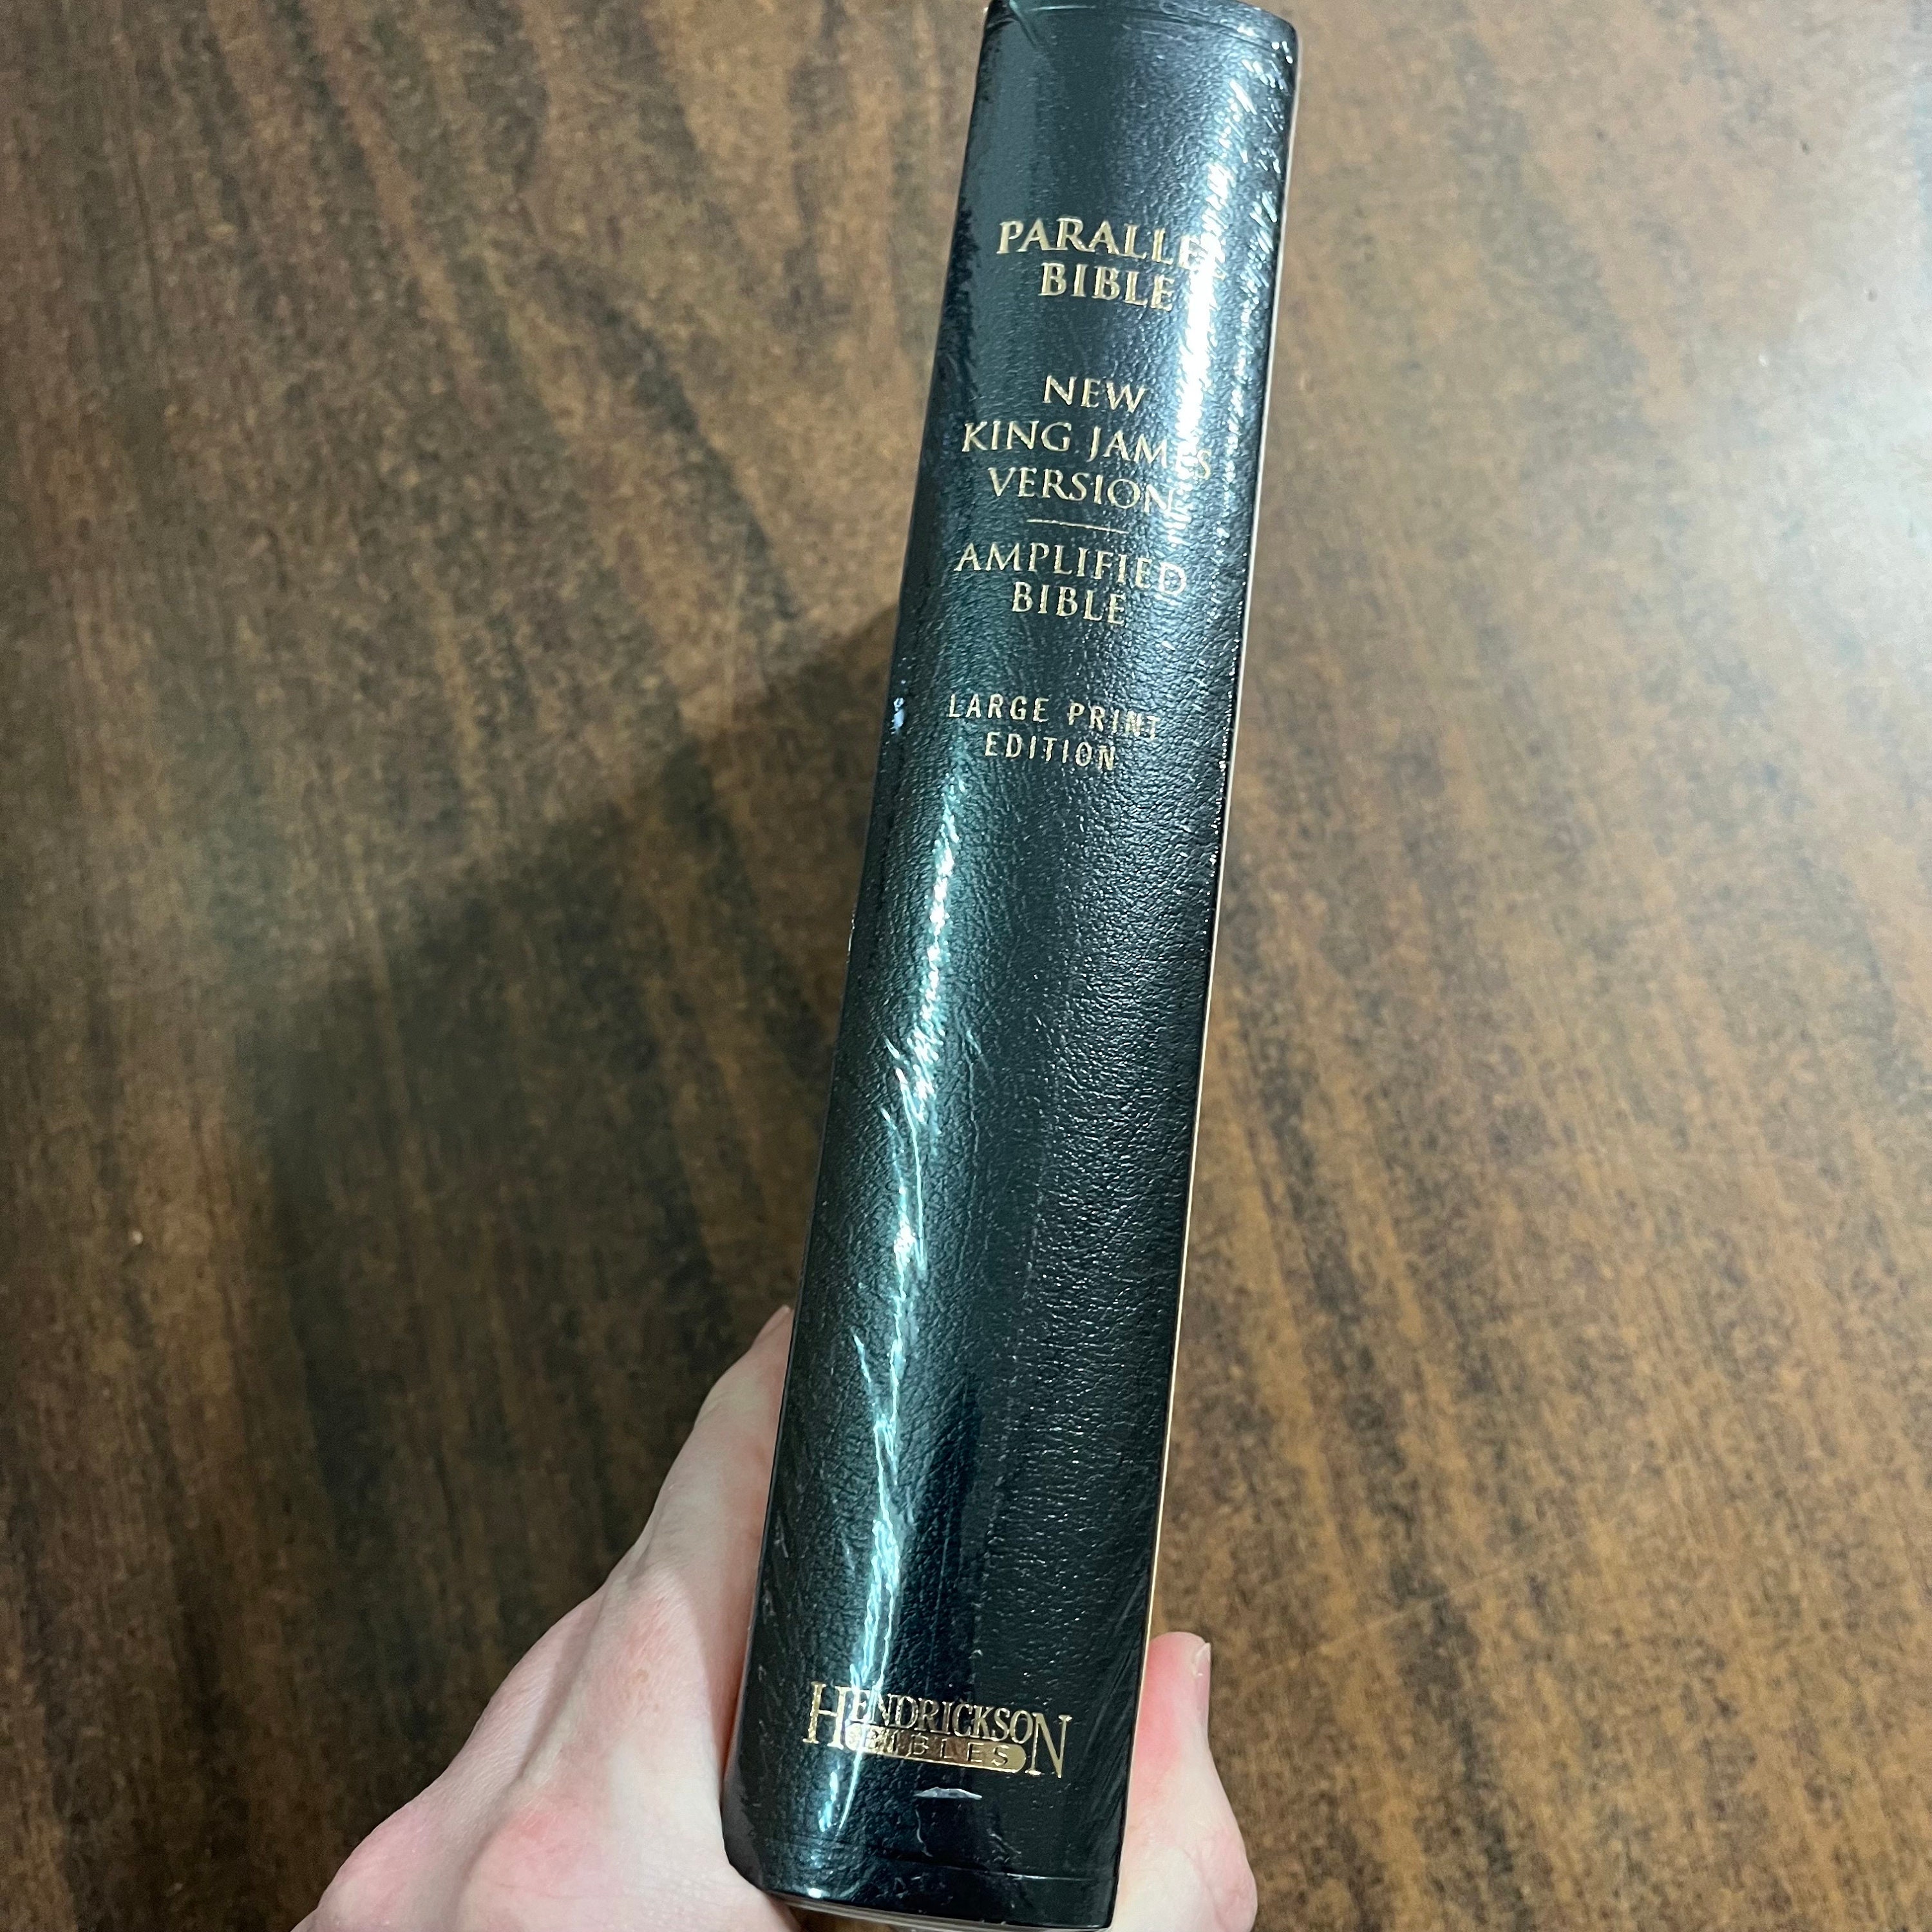 PARALLEL
BIBLE
NEW
KING JAMES
VERSION
AMPLIFIED
BIBLE
LARGE PRINT
EDITION
HENDRICKSON
BIBLES